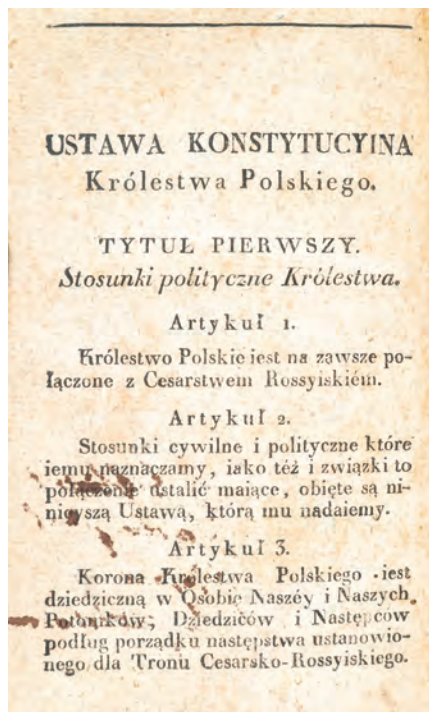 USTAWA KONSTYTUCYINA
Królestwa Polskiego.
TYTUŁ PIERWSZY.
Stosunki polityczne Królestwa.
Artykuł 1.
Królestwo Polskie iest na zawsze po-
łączone z Cesarstwem Rossyiskiém.
Artykuł 2.
Stosunki cywilne i polityczne które
iemu naznaczamy, iako też i związki to
połączenie ustalić maiące, obięte są ni-
nieyszą Ustawą, którą mu nadaiemy.
Artykuł 3.
Korona Królestwa Polskiego iest
dziedziczną w Osobie Naszéy i Naszych
Potomków, Dziedziców i Następców
podług porządku następstwa ustanowio-
nego dla Tronu Cesarsko-Rossyiskiego.